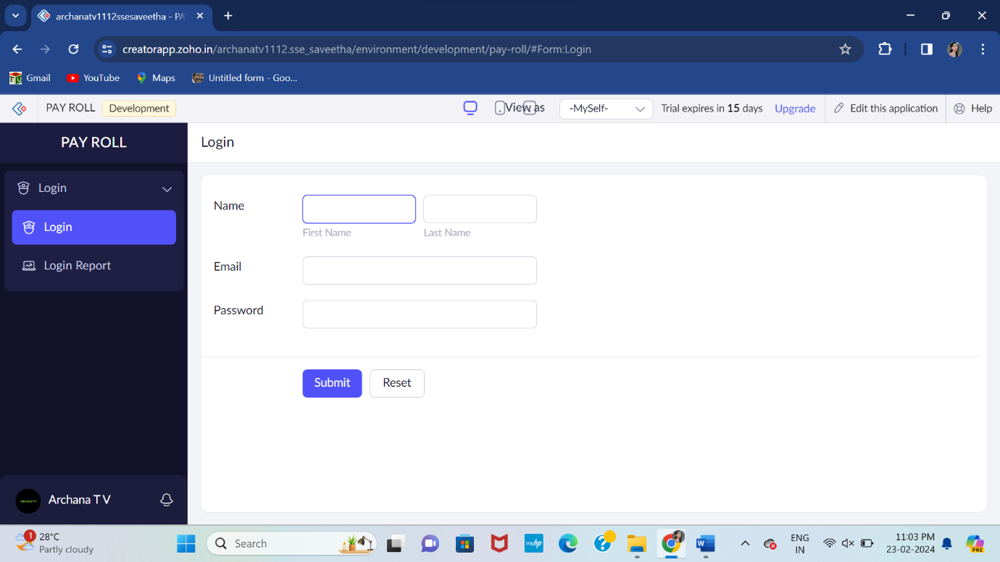 archanatv1112ssesaveetha - PA
creatorapp.zoho.in/archanatv1112.sse_saveetha/environment/development/pay-roll/#Form:Login
Gmail YouTube Maps Untitled form - Goo...
PAY ROLL Development View as -MySelf- Trial expires in 15 days Upgrade Edit this application Help
PAY ROLL
Login
Login
Login
Login Report
Name
First Name Last Name
Email
Password
Submit Reset
Archana T V
1
28°C
Partly cloudy
Search
myhp
W
PRE
ENG
IN
11:03 PM
23-02-2024